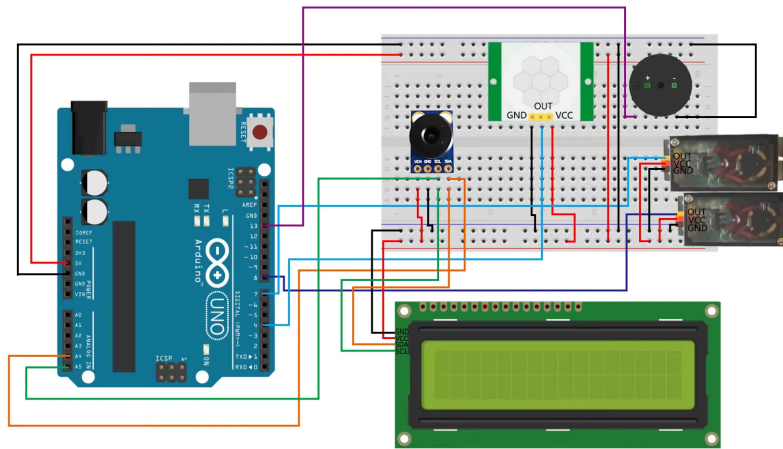 OUT
GND VCC
+ -
VIN GND SCL SDA
OUT
VCC
GND
OUT
VCC
GND
RESET
ICSP2
L
TX
RX
AREF
GND
13
12
~11
~10
~9
8
7
~6
~5
4
~3
2
TXD 1
RXD 0
DIGITAL (PWM~)
Arduino
UNO
ON
ICSP
IOREF
RESET
3V3
5V
GND
GND
VIN
POWER
A0
A1
A2
A3
A4
A5
ANALOG IN
GND
VCC
SDA
SCL